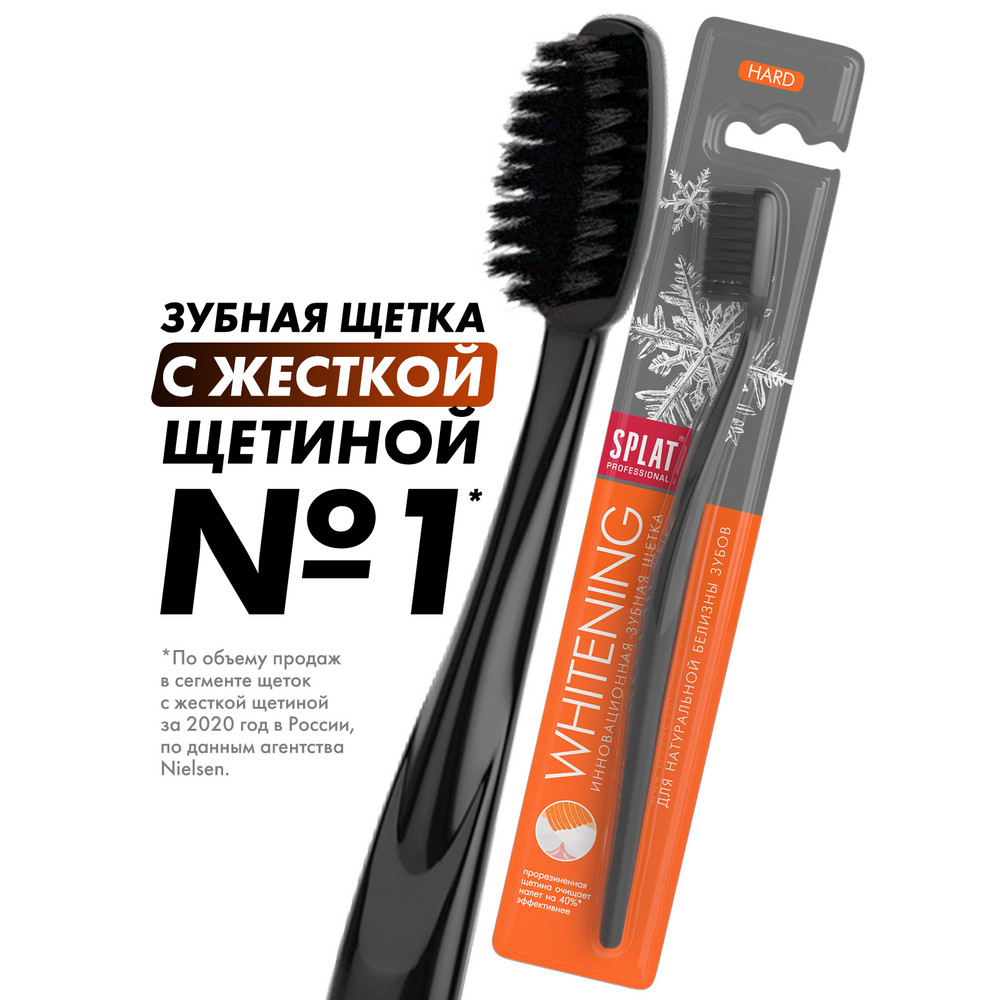 ЗУБНАЯ ЩЕТКА
С ЖЕСТКОЙ
ЩЕТИНОЙ
№1*
*По объему продаж
в сегменте щеток
с жесткой щетиной
за 2020 год в России,
по данным агентства
Nielsen.
HARD
SPLAT®
PROFESSIONAL
WHITENING
ИННОВАЦИОННАЯ ЗУБНАЯ ЩЕТКА
ДЛЯ НАТУРАЛЬНОЙ БЕЛИЗНЫ ЗУБОВ
прорезиненная
щетина очищает
налет на 40%*
эффективнее